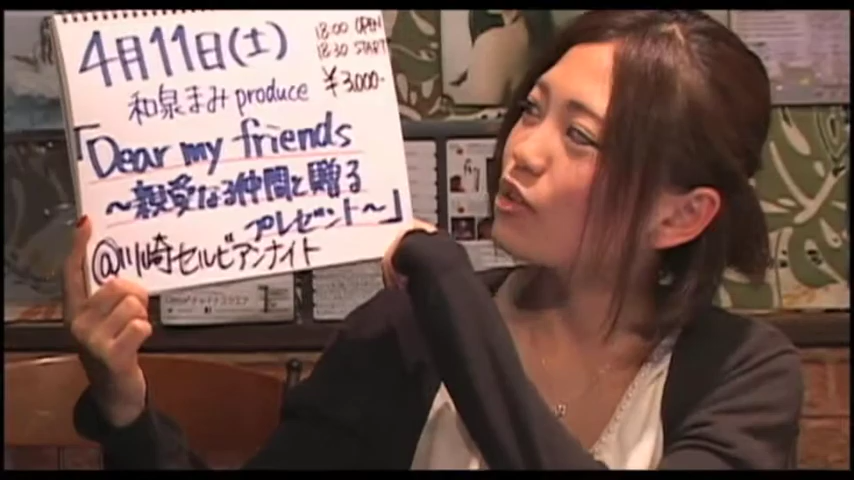 4月11日(土)
18:00 OPEN
18:30 START
¥3,000-
和泉まみ produce
「Dear my friends
～親愛なる仲間と贈る
プレゼント～」
@川崎セルビアンナイト